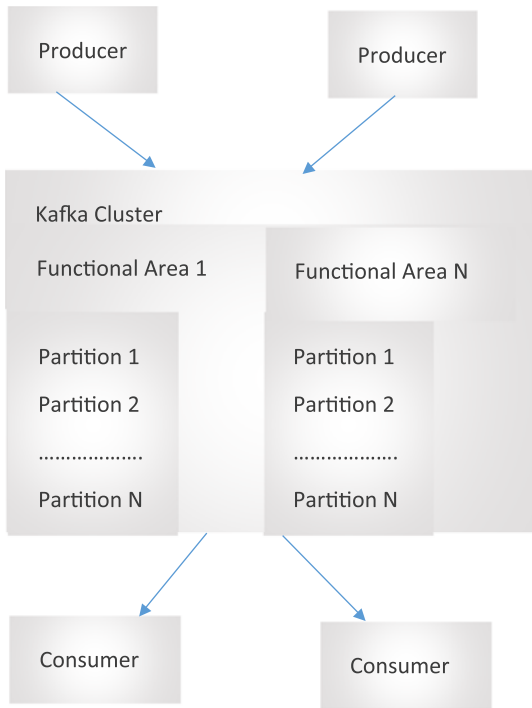 Producer
Producer
Kafka Cluster
Functional Area 1
Functional Area N
Partition 1
Partition 2
...................
Partition N
Partition 1
Partition 2
...................
Partition N
Consumer
Consumer